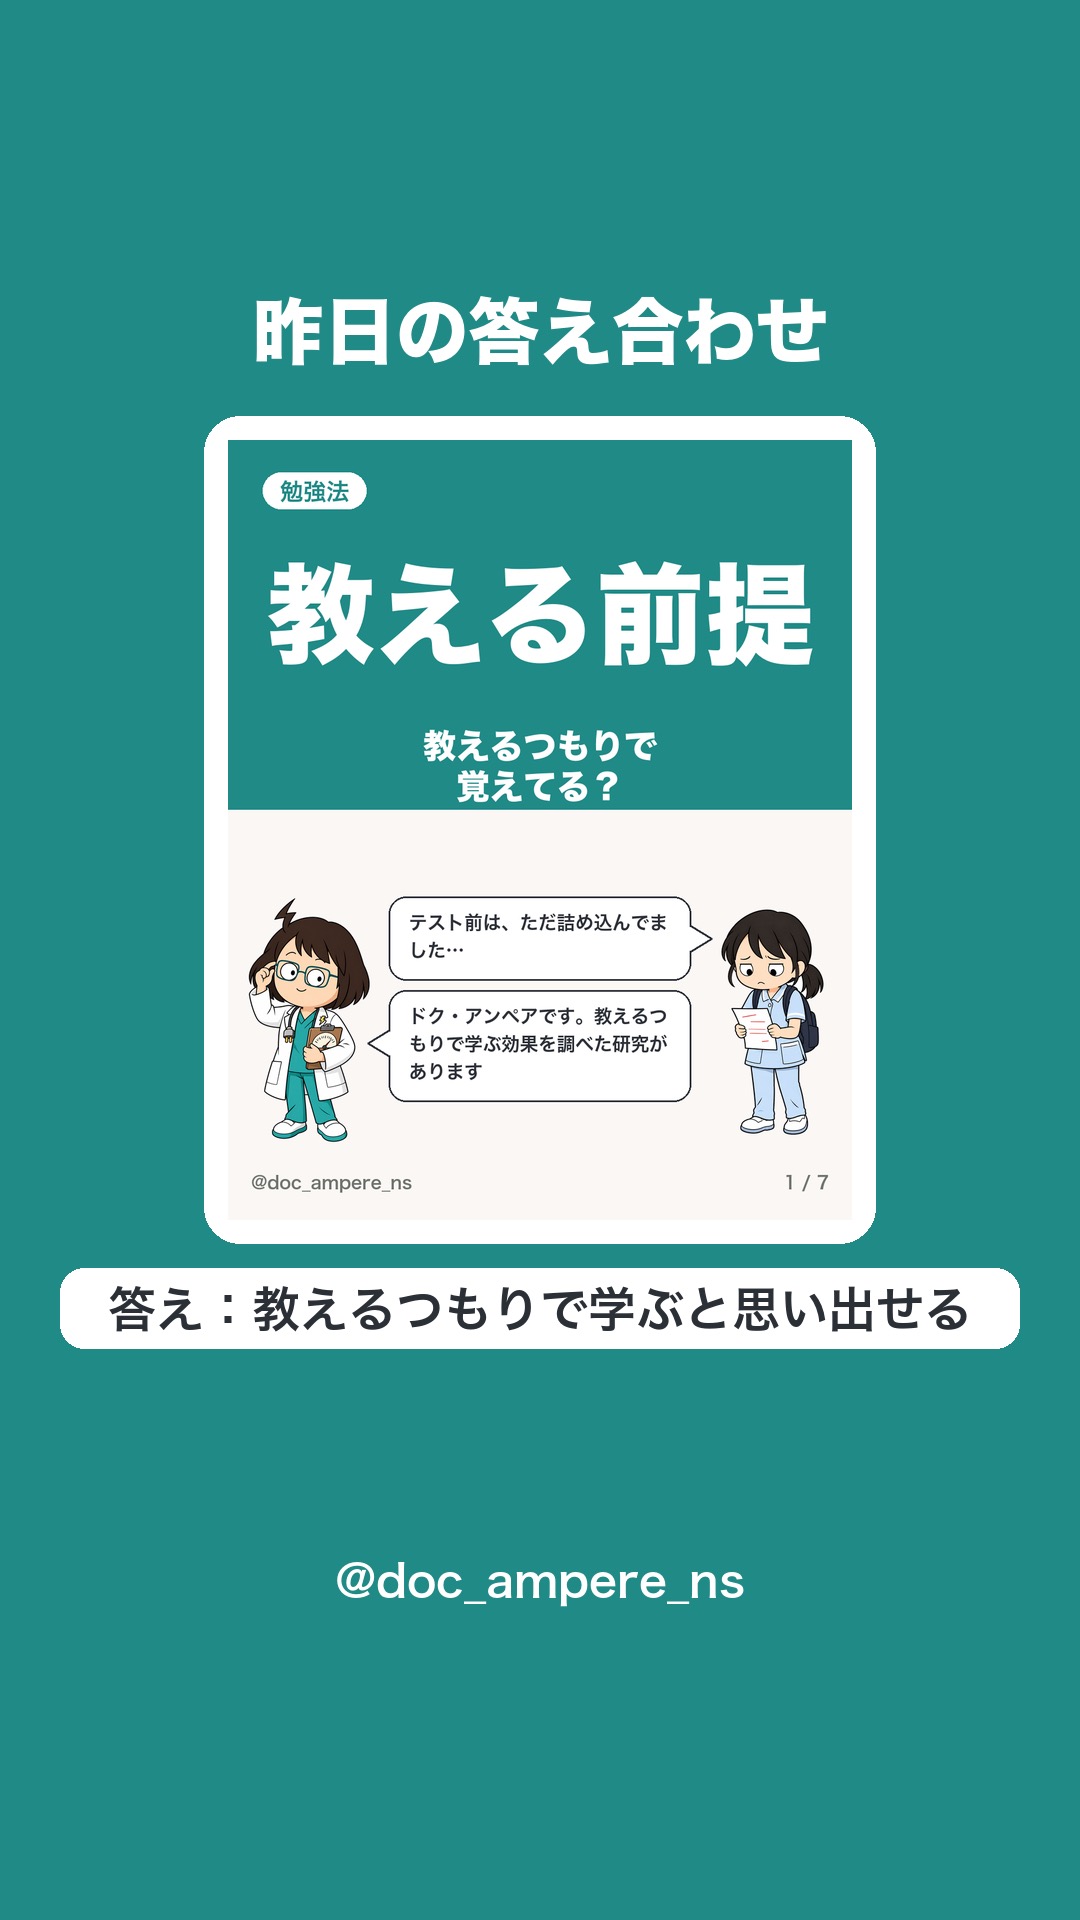 昨日の答え合わせ
勉強法
教える前提
教えるつもりで
覚えてる？
テスト前は、ただ詰め込んでま
した…
ドク・アンペアです。教えるつ
もりで学ぶ効果を調べた研究が
あります
@doc_ampere_ns
1 / 7
答え：教えるつもりで学ぶと思い出せる
@doc_ampere_ns